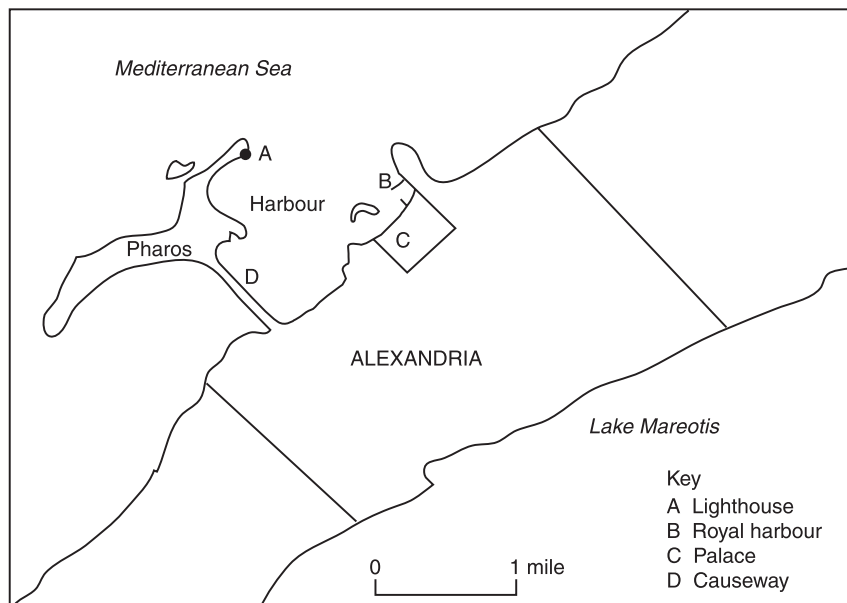 Mediterranean Sea
A
B
Harbour
C
Pharos
D
ALEXANDRIA
Lake Mareotis
Key
A Lighthouse
B Royal harbour
C Palace
D Causeway
0 1 mile